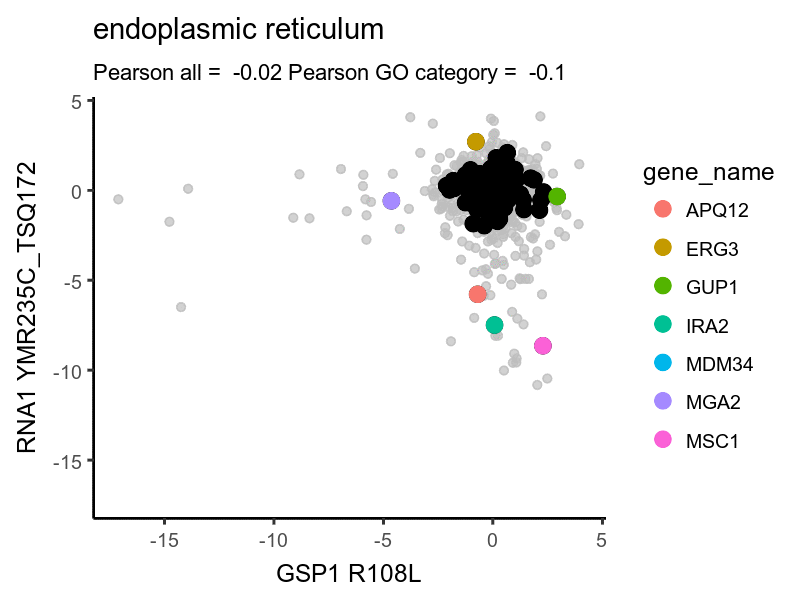 endoplasmic reticulum
Pearson all =  -0.02 Pearson GO category =  -0.1
RNA1 YMR235C_TSQ172
5
0
-5
-10
-15
-15
-10
-5
0
5
GSP1 R108L
gene_name
APQ12
ERG3
GUP1
IRA2
MDM34
MGA2
MSC1